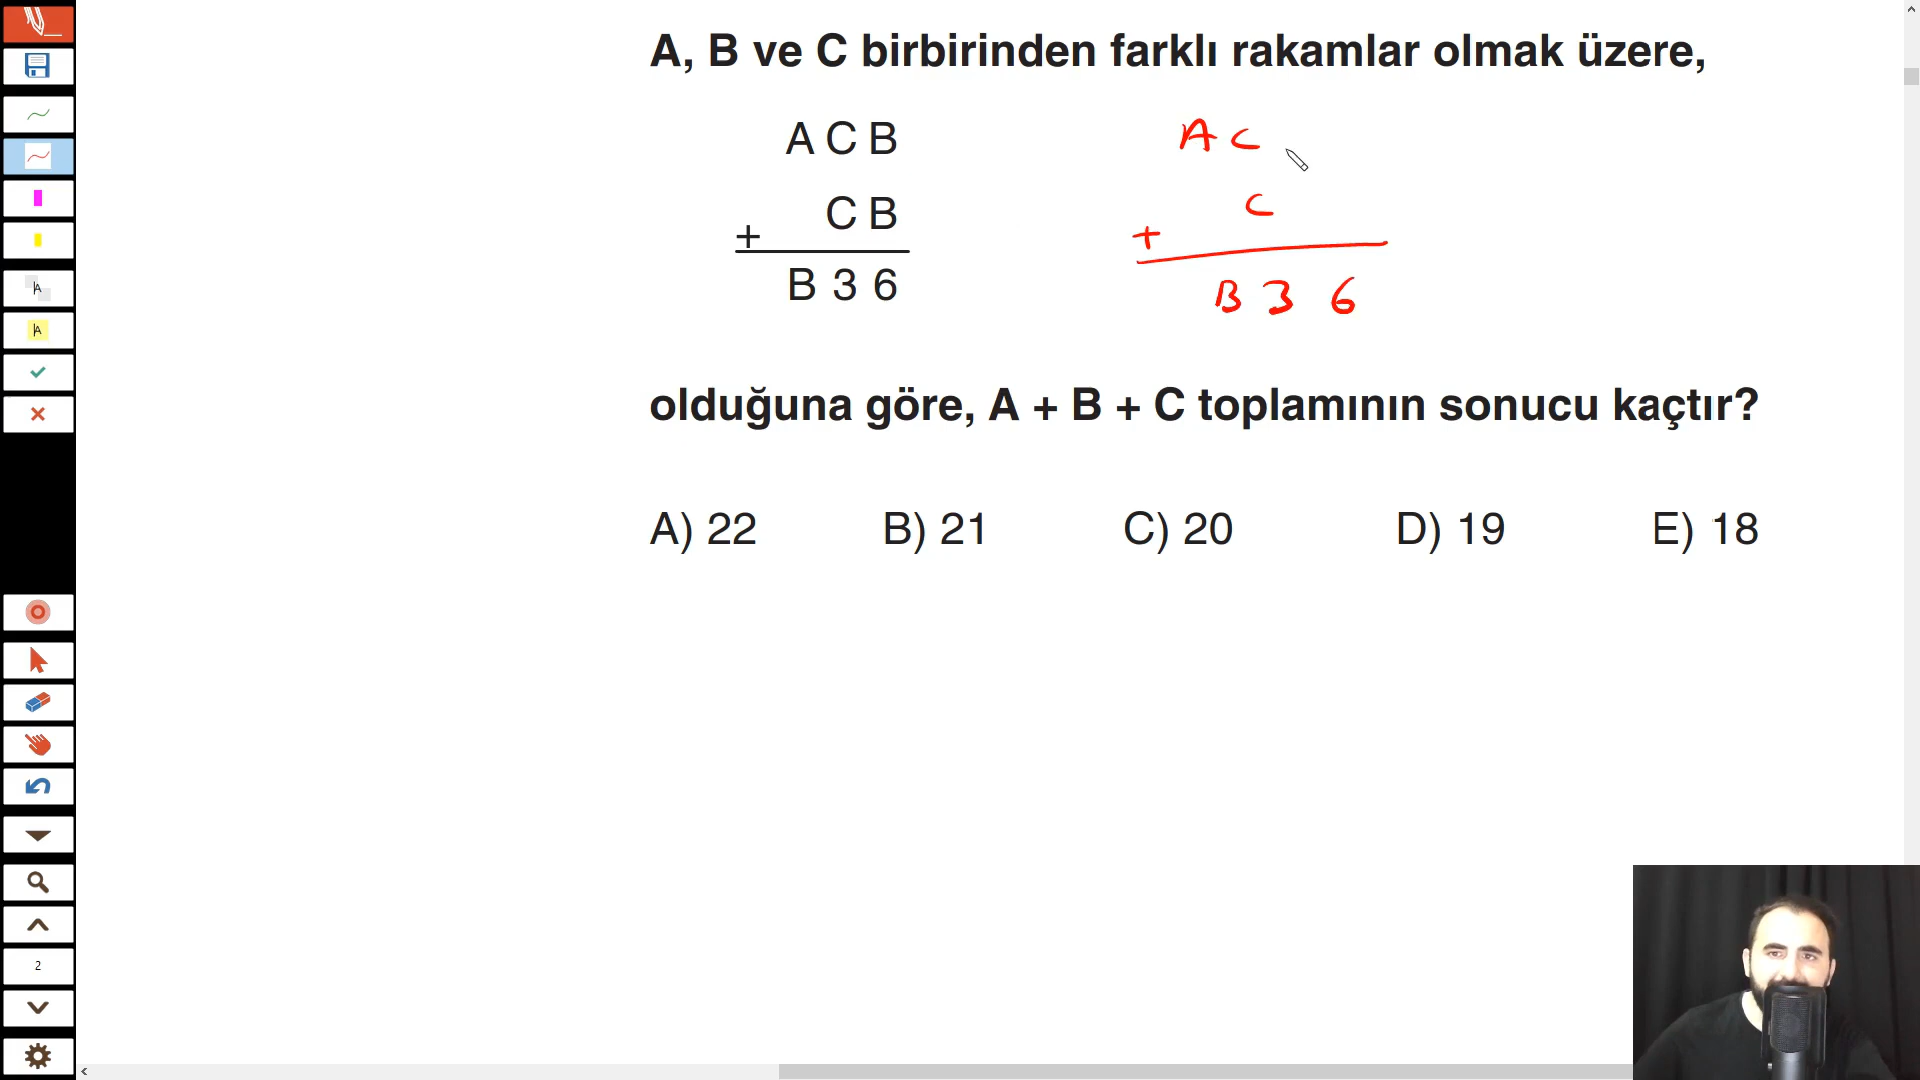 A, B ve C birbirinden farklı rakamlar olmak üzere,
A C B
C B
+
B 3 6
A C
C
+
B 3 6
olduğuna göre, A + B + C toplamının sonucu kaçtır?
A) 22 B) 21 C) 20 D) 19 E) 18
A
A
2